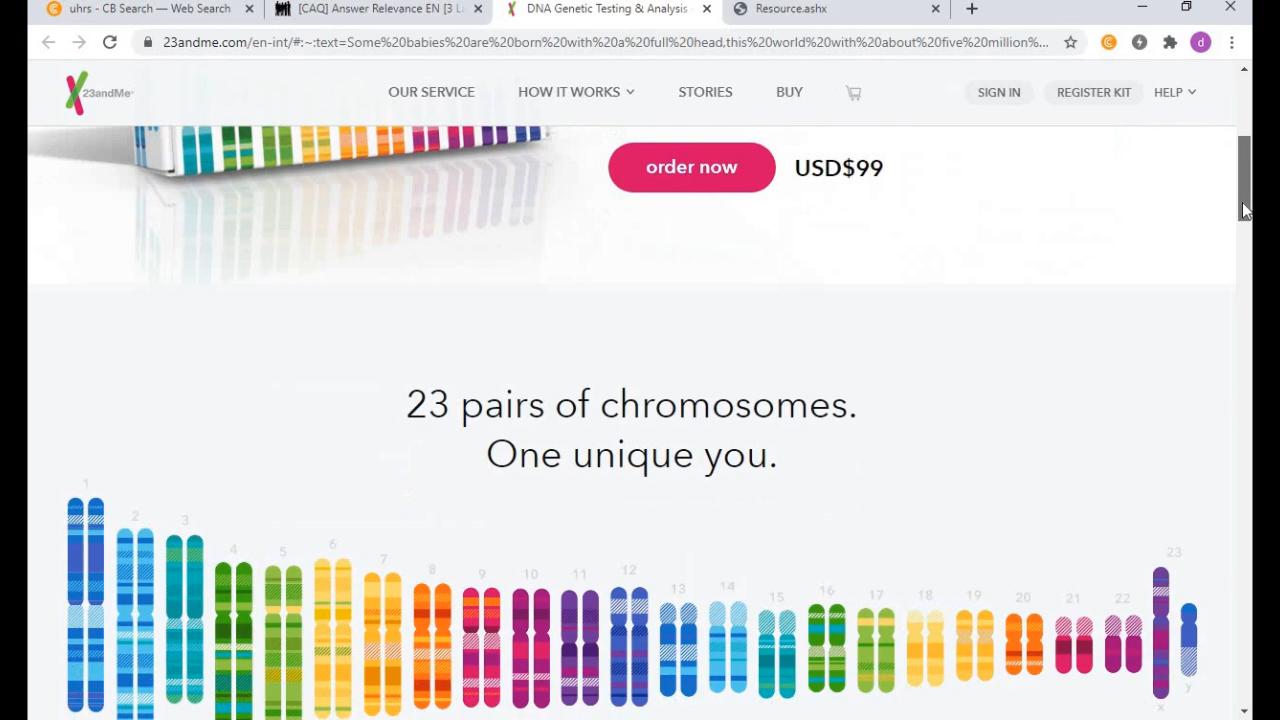 uhrs - CB Search — Web Search
[CAQ] Answer Relevance EN [3 L
DNA Genetic Testing & Analysis
Resource.ashx
23andme.com/en-int/#:~:text=Some%20babies%20are%20born%20with%20a%20full%20head,this%20world%20with%20about%20five%20million%...
d
23andMe
OUR SERVICE
HOW IT WORKS
STORIES
BUY
SIGN IN
REGISTER KIT
HELP
order now
USD$99
23 pairs of chromosomes.
One unique you.
1
2
3
4
5
6
7
8
9
10
11
12
13
14
15
16
17
18
19
20
21
22
23
x
y